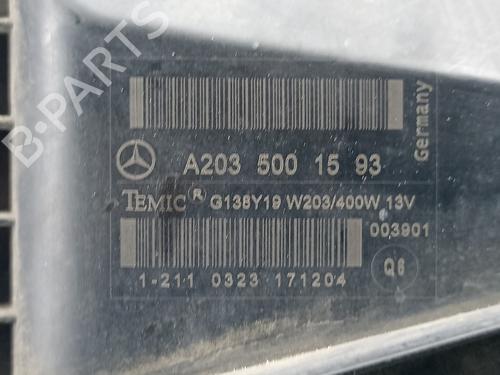 B-PARTS
Germany
A203 500 15 93
TEMIC® G138Y19 W203/400W 13V
003901
1-211 0323 171204
Q6